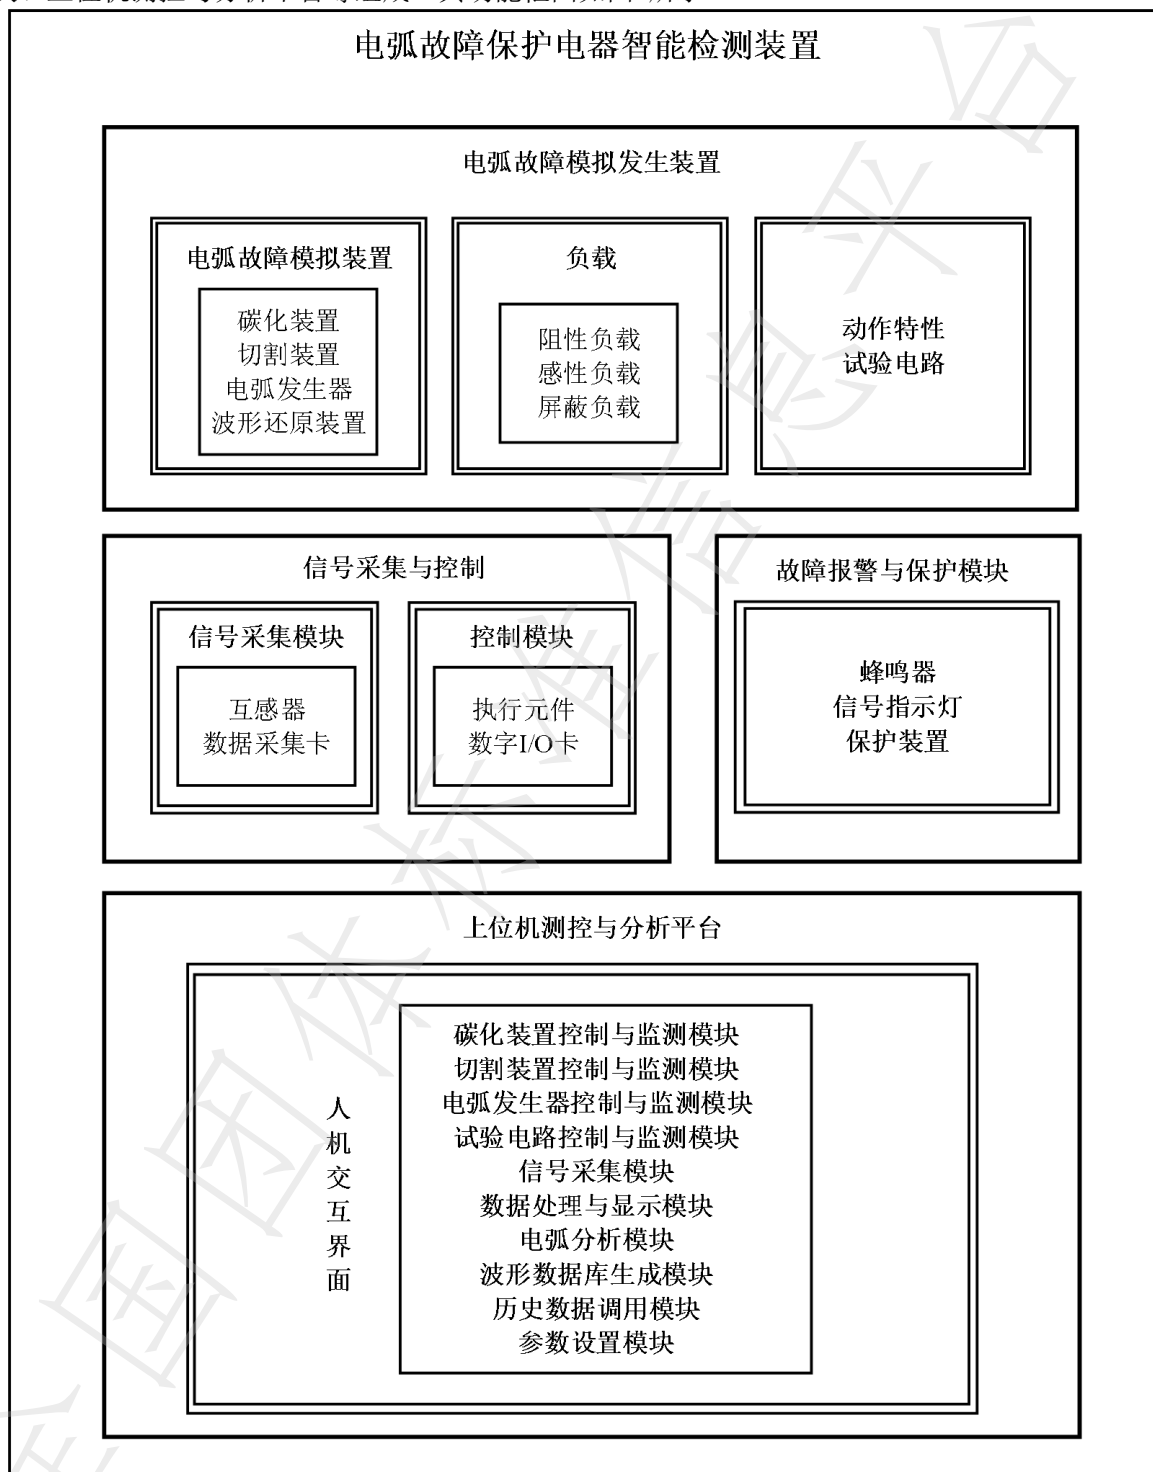 电弧故障保护电器智能检测装置
电弧故障模拟发生装置
电弧故障模拟装置
碳化装置
切割装置
电弧发生器
波形还原装置
负载
阻性负载
感性负载
屏蔽负载
动作特性
试验电路
信号采集与控制
信号采集模块
互感器
数据采集卡
控制模块
执行元件
数字I/O卡
故障报警与保护模块
蜂鸣器
信号指示灯
保护装置
上位机测控与分析平台
人机交互界面
碳化装置控制与监测模块
切割装置控制与监测模块
电弧发生器控制与监测模块
试验电路控制与监测模块
信号采集模块
数据处理与显示模块
电弧分析模块
波形数据库生成模块
历史数据调用模块
参数设置模块
全国团体标准信息平台